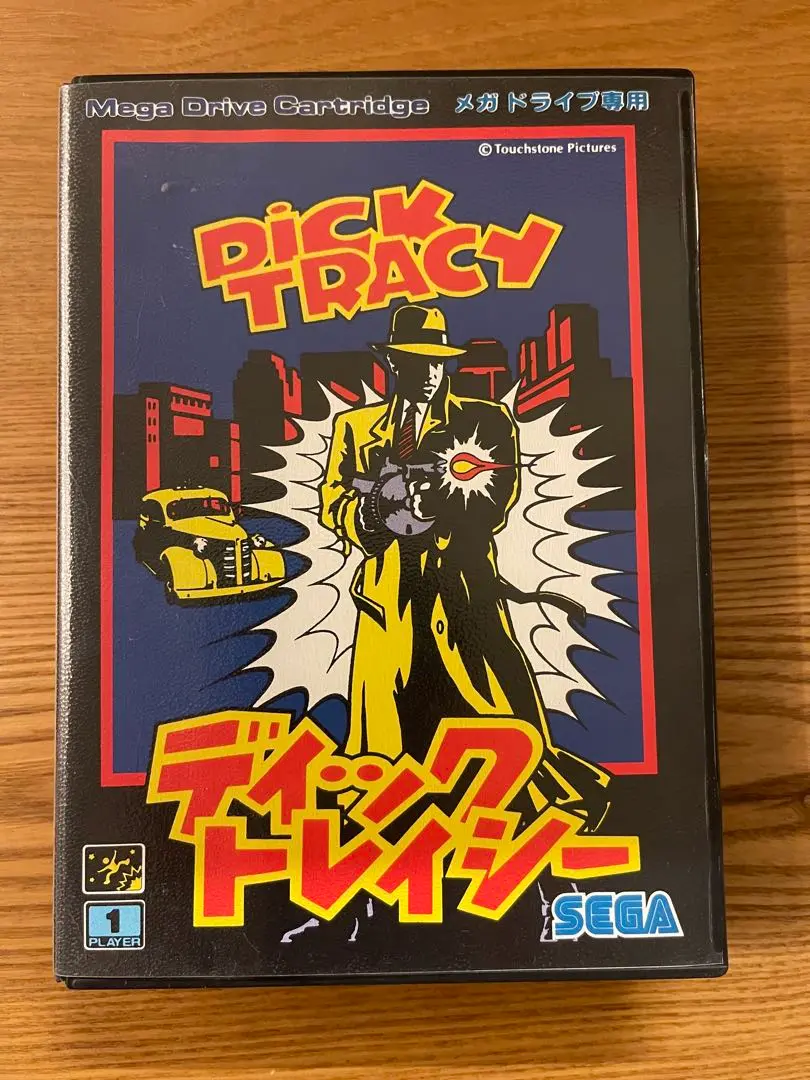 Mega Drive Cartridge メガドライブ専用
© Touchstone Pictures
DiCK
TRACY
ディック
トレイシー
SEGA
1
PLAYER